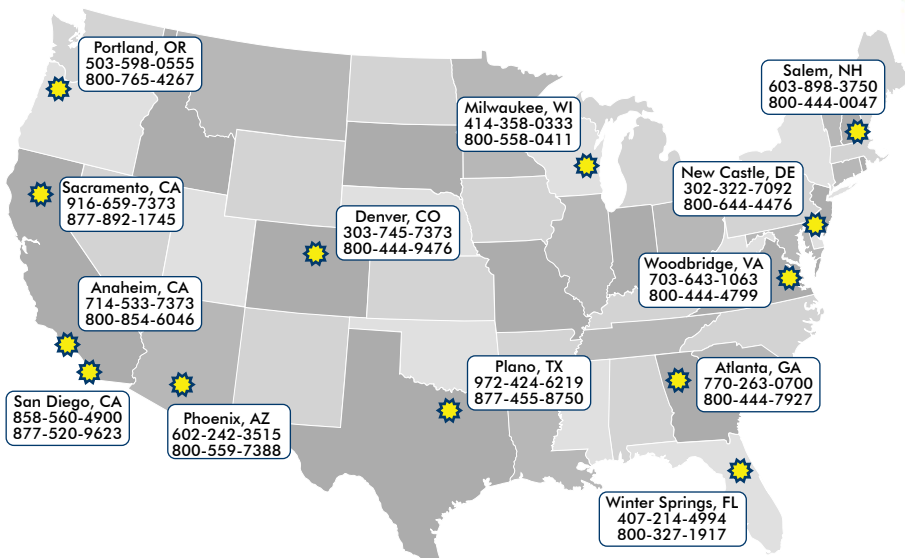 Portland, OR
503-598-0555
800-765-4267
Salem, NH
603-898-3750
800-444-0047
Milwaukee, WI
414-358-0333
800-558-0411
New Castle, DE
302-322-7092
800-644-4476
Sacramento, CA
916-659-7373
877-892-1745
Denver, CO
303-745-7373
800-444-9476
Woodbridge, VA
703-643-1063
800-444-4799
Anaheim, CA
714-533-7373
800-854-6046
Plano, TX
972-424-6219
877-455-8750
Atlanta, GA
770-263-0700
800-444-7927
San Diego, CA
858-560-4900
877-520-9623
Phoenix, AZ
602-242-3515
800-559-7388
Winter Springs, FL
407-214-4994
800-327-1917